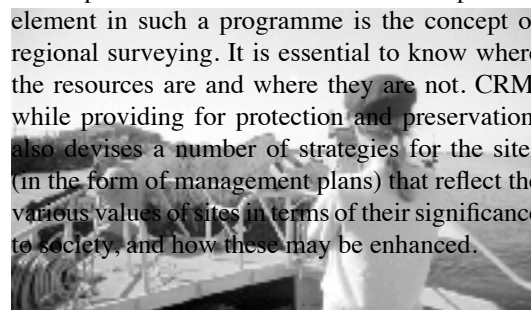 element in such a programme is the concept o
regional surveying. It is essential to know where
the resources are and where they are not. CRM
while providing for protection and preservation
also devises a number of strategies for the site
(in the form of management plans) that reflect the
various values of sites in terms of their significance
to society, and how these may be enhanced.